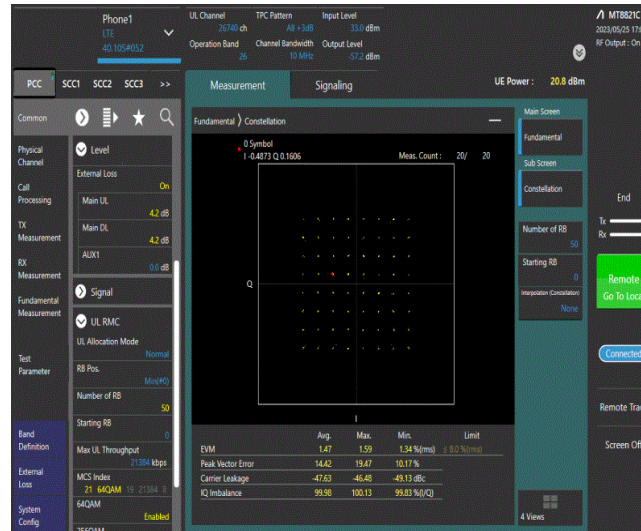 Phone1
LTE
40.105#052
UL Channel
26740 ch
TPC Pattern
All +3dB
Input Level
33.0 dBm
Operation Band
26
Channel Bandwidth
10 MHz
Output Level
-57.2 dBm
MT8821C
2023/05/25 17:
RF Output : On
PCC SCC1 SCC2 SCC3 >>
Measurement
Signaling
UE Power : 20.8 dBm
Common
Physical
Channel
Call
Processing
TX
Measurement
RX
Measurement
Fundamental
Measurement
Test
Parameter
Band
Definition
External
Loss
System
Config
Level
External Loss
On
Main UL
4.2 dB
Main DL
4.2 dB
AUX1
0.0 dB
Signal
UL RMC
UL Allocation Mode
Normal
RB Pos.
Min(#0)
Number of RB
50
Starting RB
0
Max UL Throughput
21384 kbps
MCS Index
21 64QAM 19 21384 8
64QAM
Enabled
256QAM
Fundamental Constellation
0 Symbol
I -0.4873 Q 0.1606
Meas. Count : 20/ 20
Q
I
Avg. Max. Min. Limit
EVM 1.47 1.59 1.34 %(rms) ≤ 8.0 %(rms)
Peak Vector Error 14.42 19.47 10.17 %
Carrier Leakage -47.63 -46.48 -49.13 dBc
IQ Imbalance 99.98 100.13 99.83 %(I/Q)
Main Screen
Fundamental
Sub Screen
Constellation
Number of RB
50
Starting RB
0
Interpolation (Constellation)
None
4 Views
End
Tx
Rx
Remote
Go To Loca
Connected
Remote Tra
Screen Off